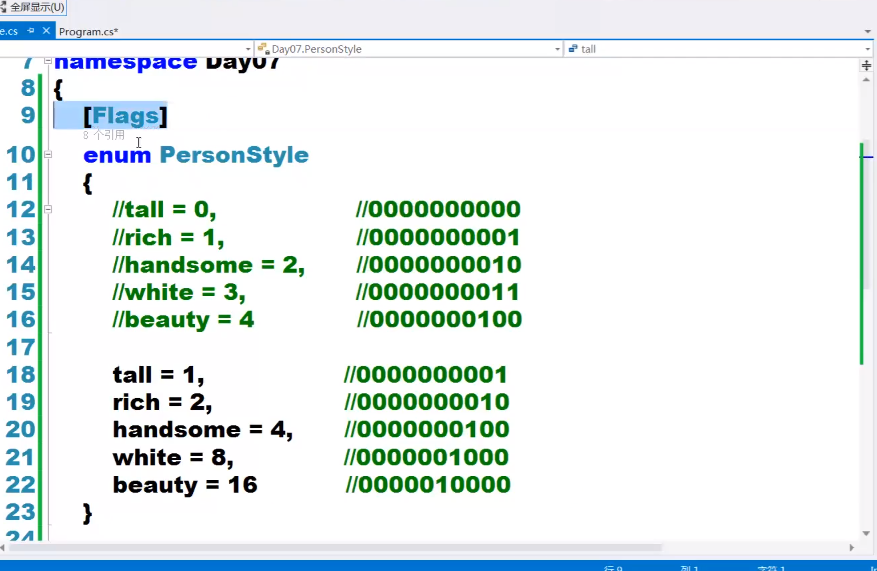 全屏显示(U)
e.cs Program.cs*
Day07.PersonStyle tall
7 namespace Day07
8 {
9 [Flags]
8 个引用
10 enum PersonStyle
11 {
12 //tall = 0, //0000000000
13 //rich = 1, //0000000001
14 //handsome = 2, //0000000010
15 //white = 3, //0000000011
16 //beauty = 4 //0000000100
17
18 tall = 1, //0000000001
19 rich = 2, //0000000010
20 handsome = 4, //0000000100
21 white = 8, //0000001000
22 beauty = 16 //0000010000
23 }
24
行 9 列 1 字符 1